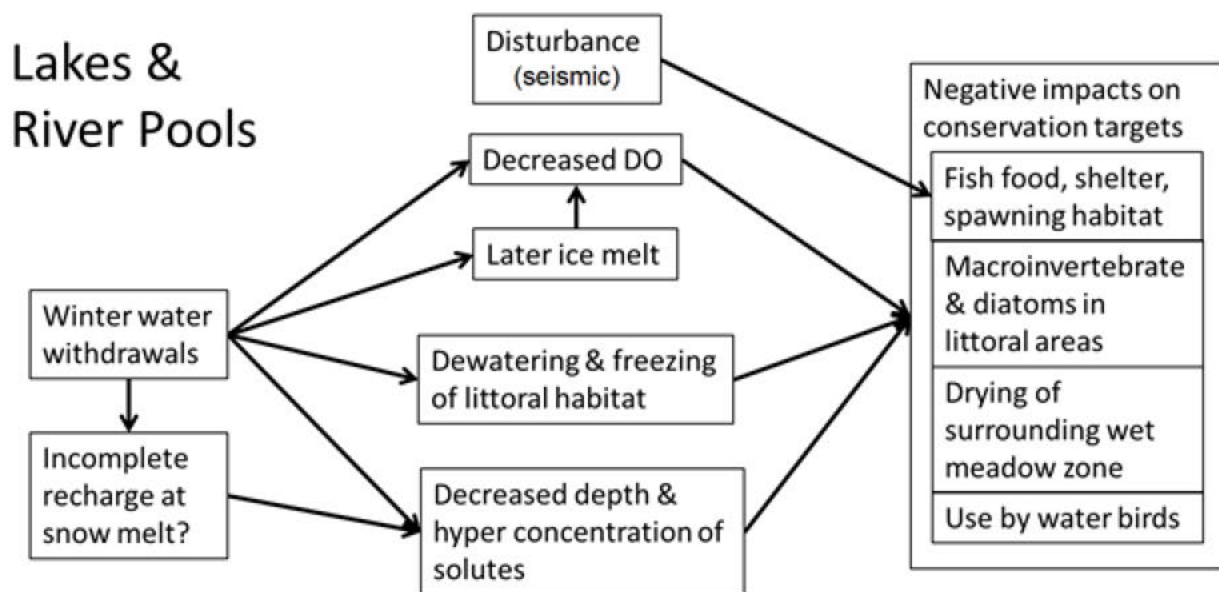 Lakes &
River Pools
Disturbance
(seismic)
Decreased DO
Later ice melt
Winter water
withdrawals
Dewatering & freezing
of littoral habitat
Incomplete
recharge at
snow melt?
Decreased depth &
hyper concentration of
solutes
Negative impacts on
conservation targets
Fish food, shelter,
spawning habitat
Macroinvertebrate
& diatoms in
littoral areas
Drying of
surrounding wet
meadow zone
Use by water birds